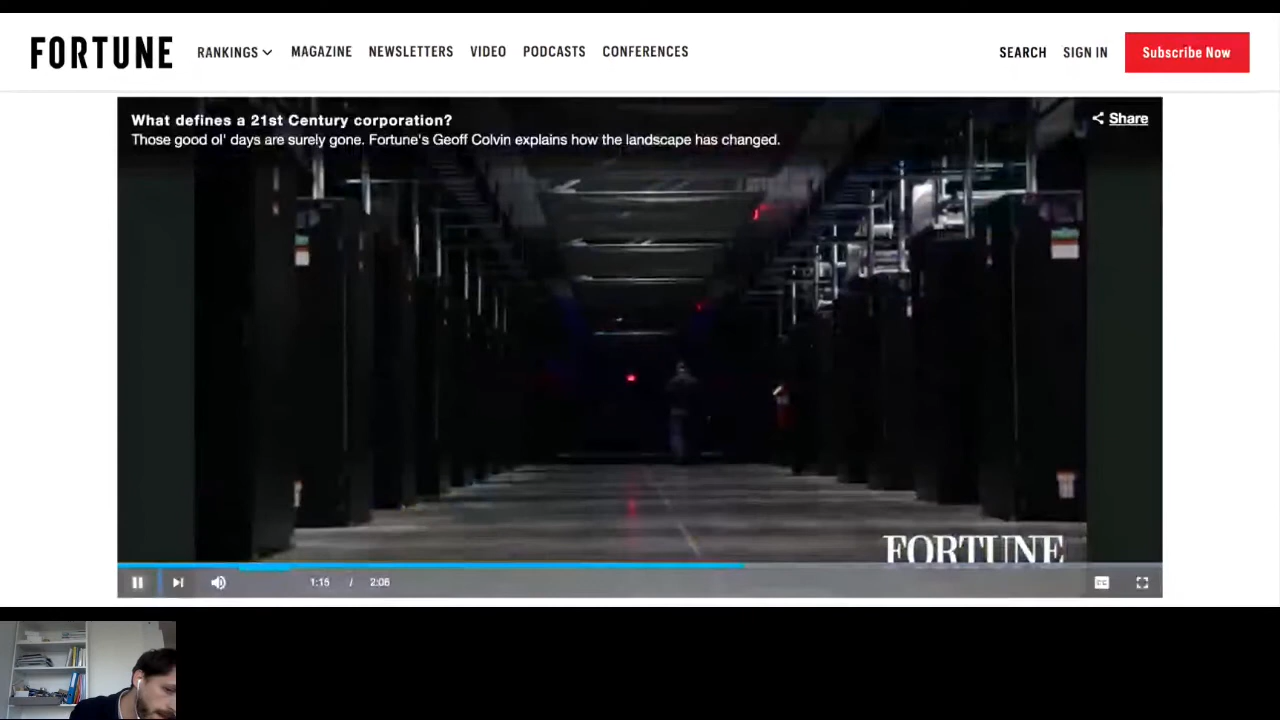 FORTUNE
RANKINGS
MAGAZINE
NEWSLETTERS
VIDEO
PODCASTS
CONFERENCES
SEARCH
SIGN IN
Subscribe Now
What defines a 21st Century corporation?
Share
Those good ol' days are surely gone. Fortune's Geoff Colvin explains how the landscape has changed.
FORTUNE
1:15 / 2:06
CC